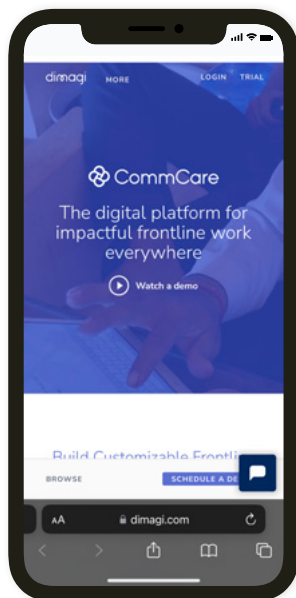 dimagi MORE LOGIN TRIAL
CommCare
The digital platform for
impactful frontline work
everywhere
Watch a demo
Build Customizable Frontli
BROWSE SCHEDULE A DE
AA dimagi.com